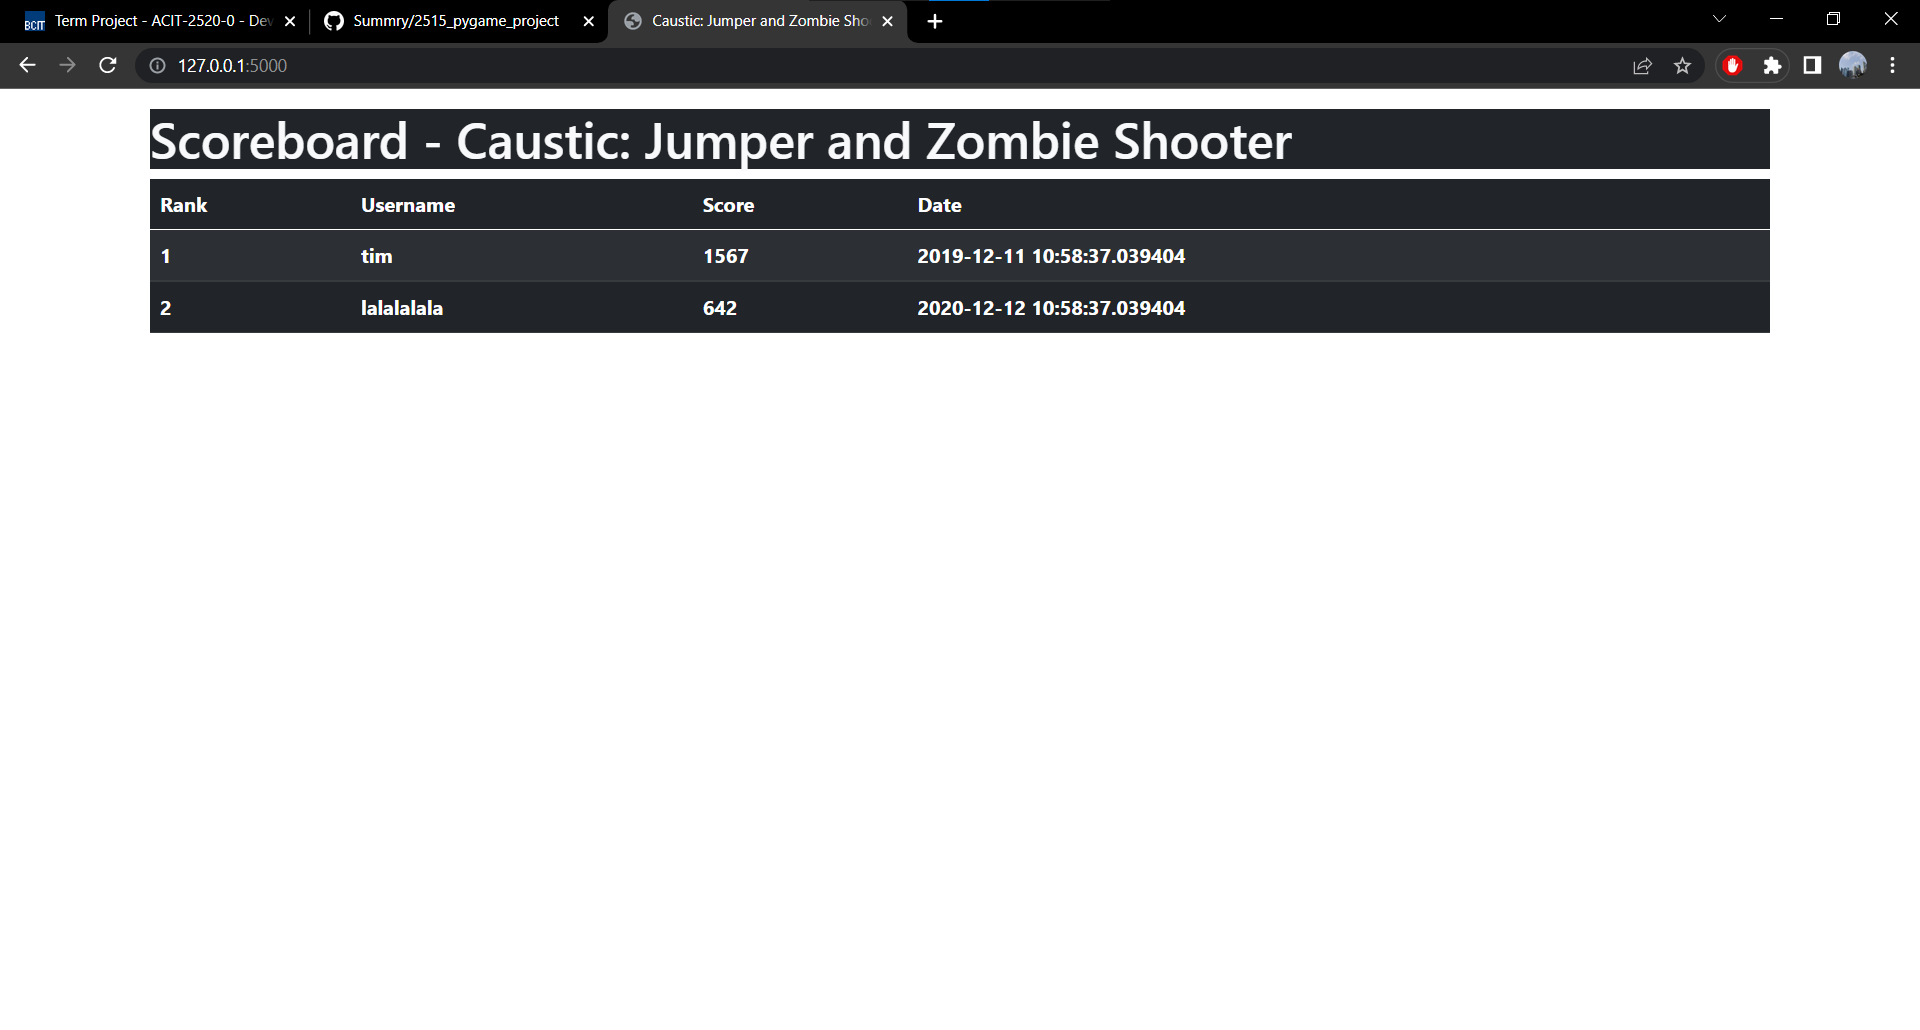 BCIT Term Project - ACIT-2520-0 - Dev
Summry/2515_pygame_project
Caustic: Jumper and Zombie Sho
127.0.0.1:5000
Scoreboard - Caustic: Jumper and Zombie Shooter
Rank Username Score Date
1 tim 1567 2019-12-11 10:58:37.039404
2 lalalalala 642 2020-12-12 10:58:37.039404